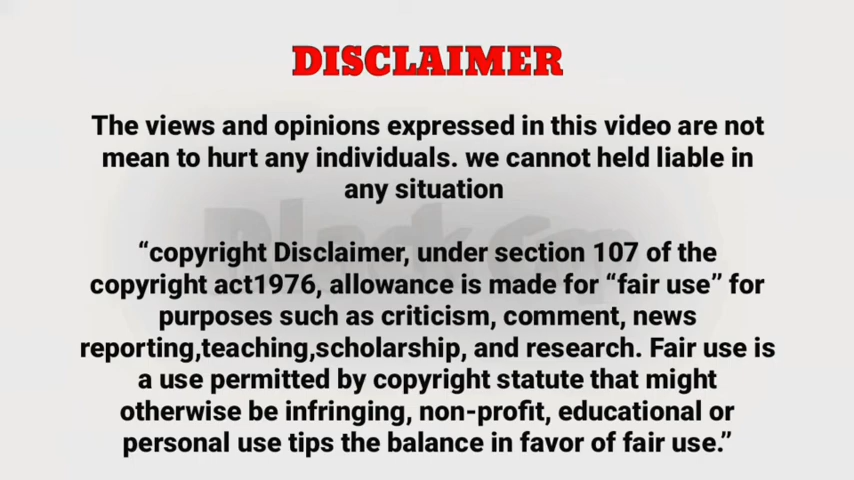 DISCLAIMER
The views and opinions expressed in this video are not
mean to hurt any individuals. we cannot held liable in
any situation
“copyright Disclaimer, under section 107 of the
copyright act1976, allowance is made for “fair use” for
purposes such as criticism, comment, news
reporting,teaching,scholarship, and research. Fair use is
a use permitted by copyright statute that might
otherwise be infringing, non-profit, educational or
personal use tips the balance in favor of fair use.”